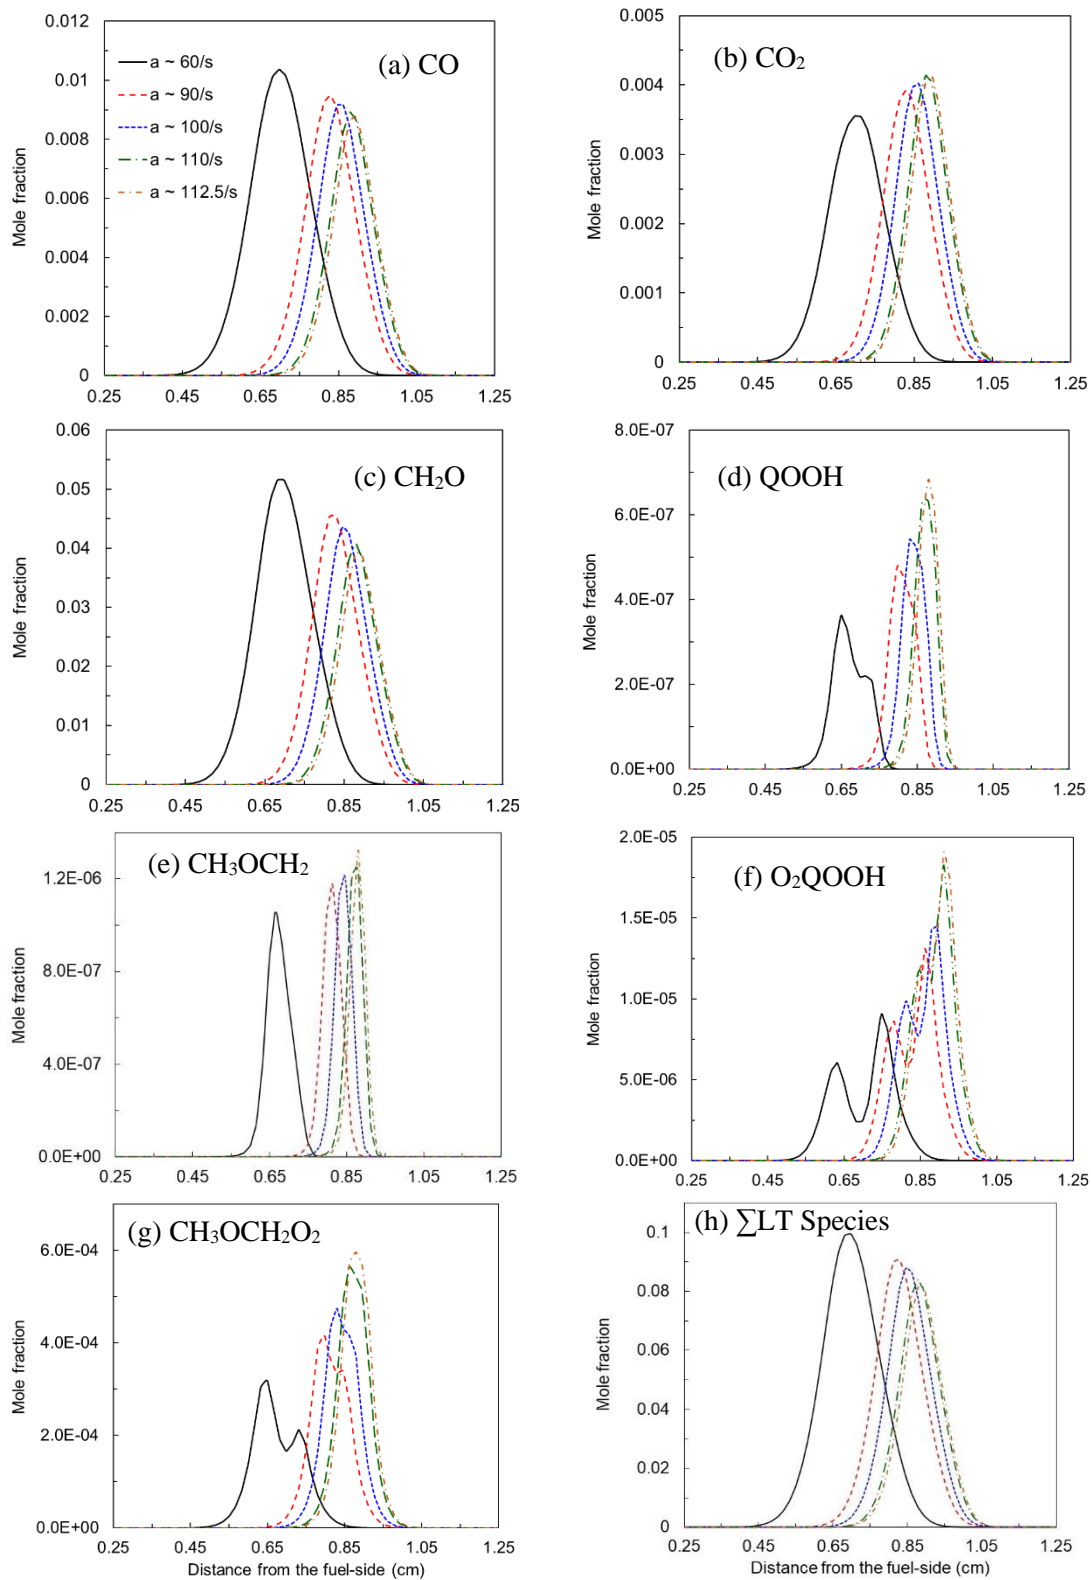 (a) CO
a ~ 60/s
a ~ 90/s
a ~ 100/s
a ~ 110/s
a ~ 112.5/s
Mole fraction
0.012
0.01
0.008
0.006
0.004
0.002
0
0.25 0.45 0.65 0.85 1.05 1.25
(b) CO₂
Mole fraction
0.005
0.004
0.003
0.002
0.001
0
0.25 0.45 0.65 0.85 1.05 1.25
(c) CH₂O
Mole fraction
0.06
0.05
0.04
0.03
0.02
0.01
0
0.25 0.45 0.65 0.85 1.05 1.25
(d) QOOH
Mole fraction
8.0E-07
6.0E-07
4.0E-07
2.0E-07
0.0E+00
0.25 0.45 0.65 0.85 1.05 1.25
(e) CH₃OCH₂
Mole fraction
1.2E-06
8.0E-07
4.0E-07
0.0E+00
0.25 0.45 0.65 0.85 1.05 1.25
(f) O₂QOOH
Mole fraction
2.0E-05
1.5E-05
1.0E-05
5.0E-06
0.0E+00
0.25 0.45 0.65 0.85 1.05 1.25
(g) CH₃OCH₂O₂
Mole fraction
6.0E-04
4.0E-04
2.0E-04
0.0E+00
0.25 0.45 0.65 0.85 1.05 1.25
Distance from the fuel-side (cm)
(h) ∑LT Species
Mole fraction
0.1
0.08
0.06
0.04
0.02
0
0.25 0.45 0.65 0.85 1.05 1.25
Distance from the fuel-side (cm)